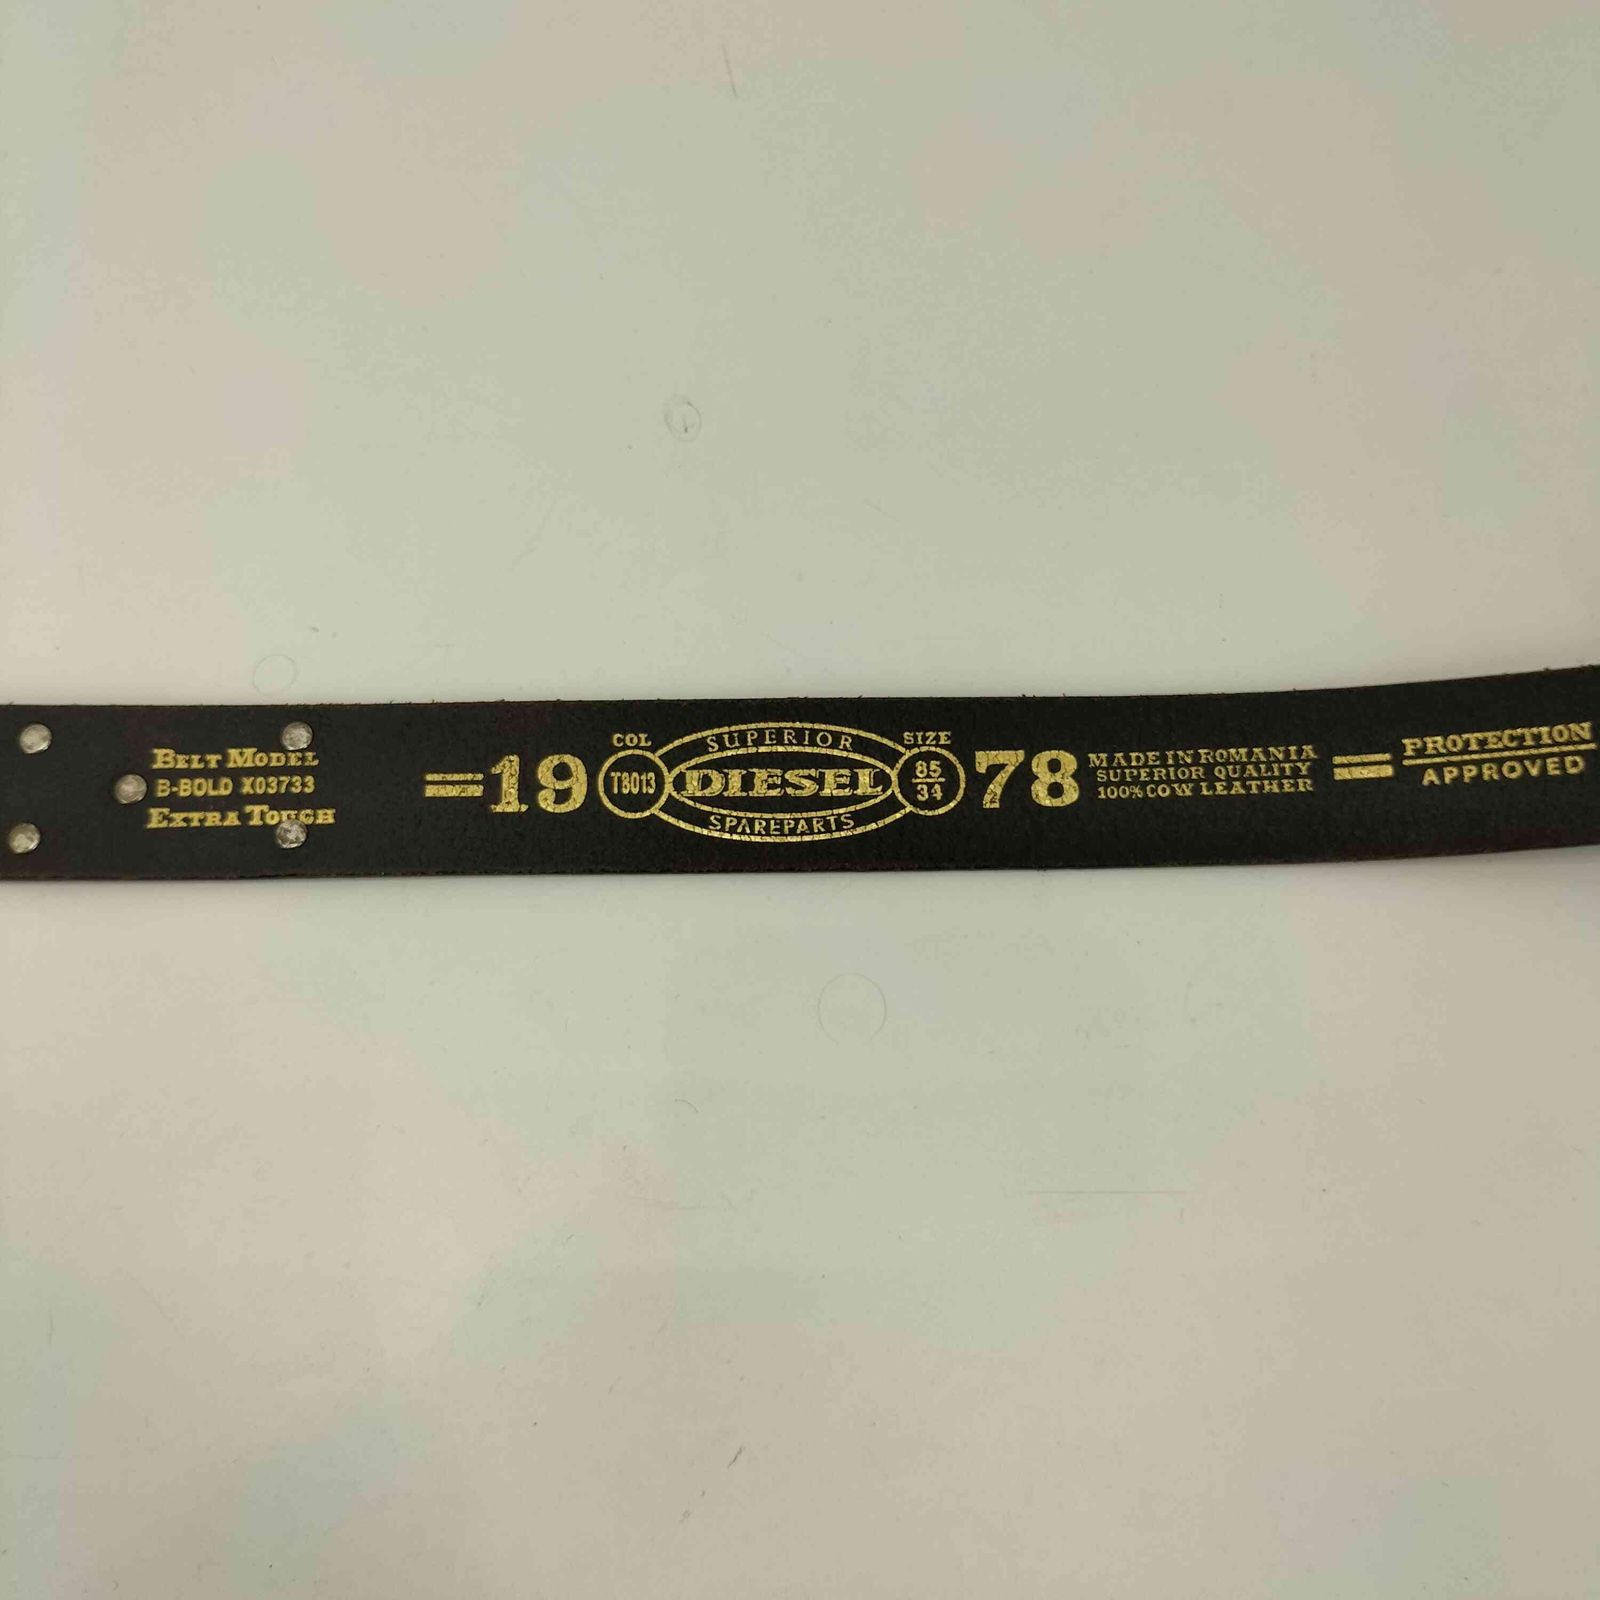 BELT MODEL
B-BOLD X03733
EXTRA TOUGH
=19
COL
T8013
SUPERIOR
DIESEL
SPAREPARTS
SIZE
85
34
78
MADE IN ROMANIA
SUPERIOR QUALITY
100% COW LEATHER
=
PROTECTION
APPROVED